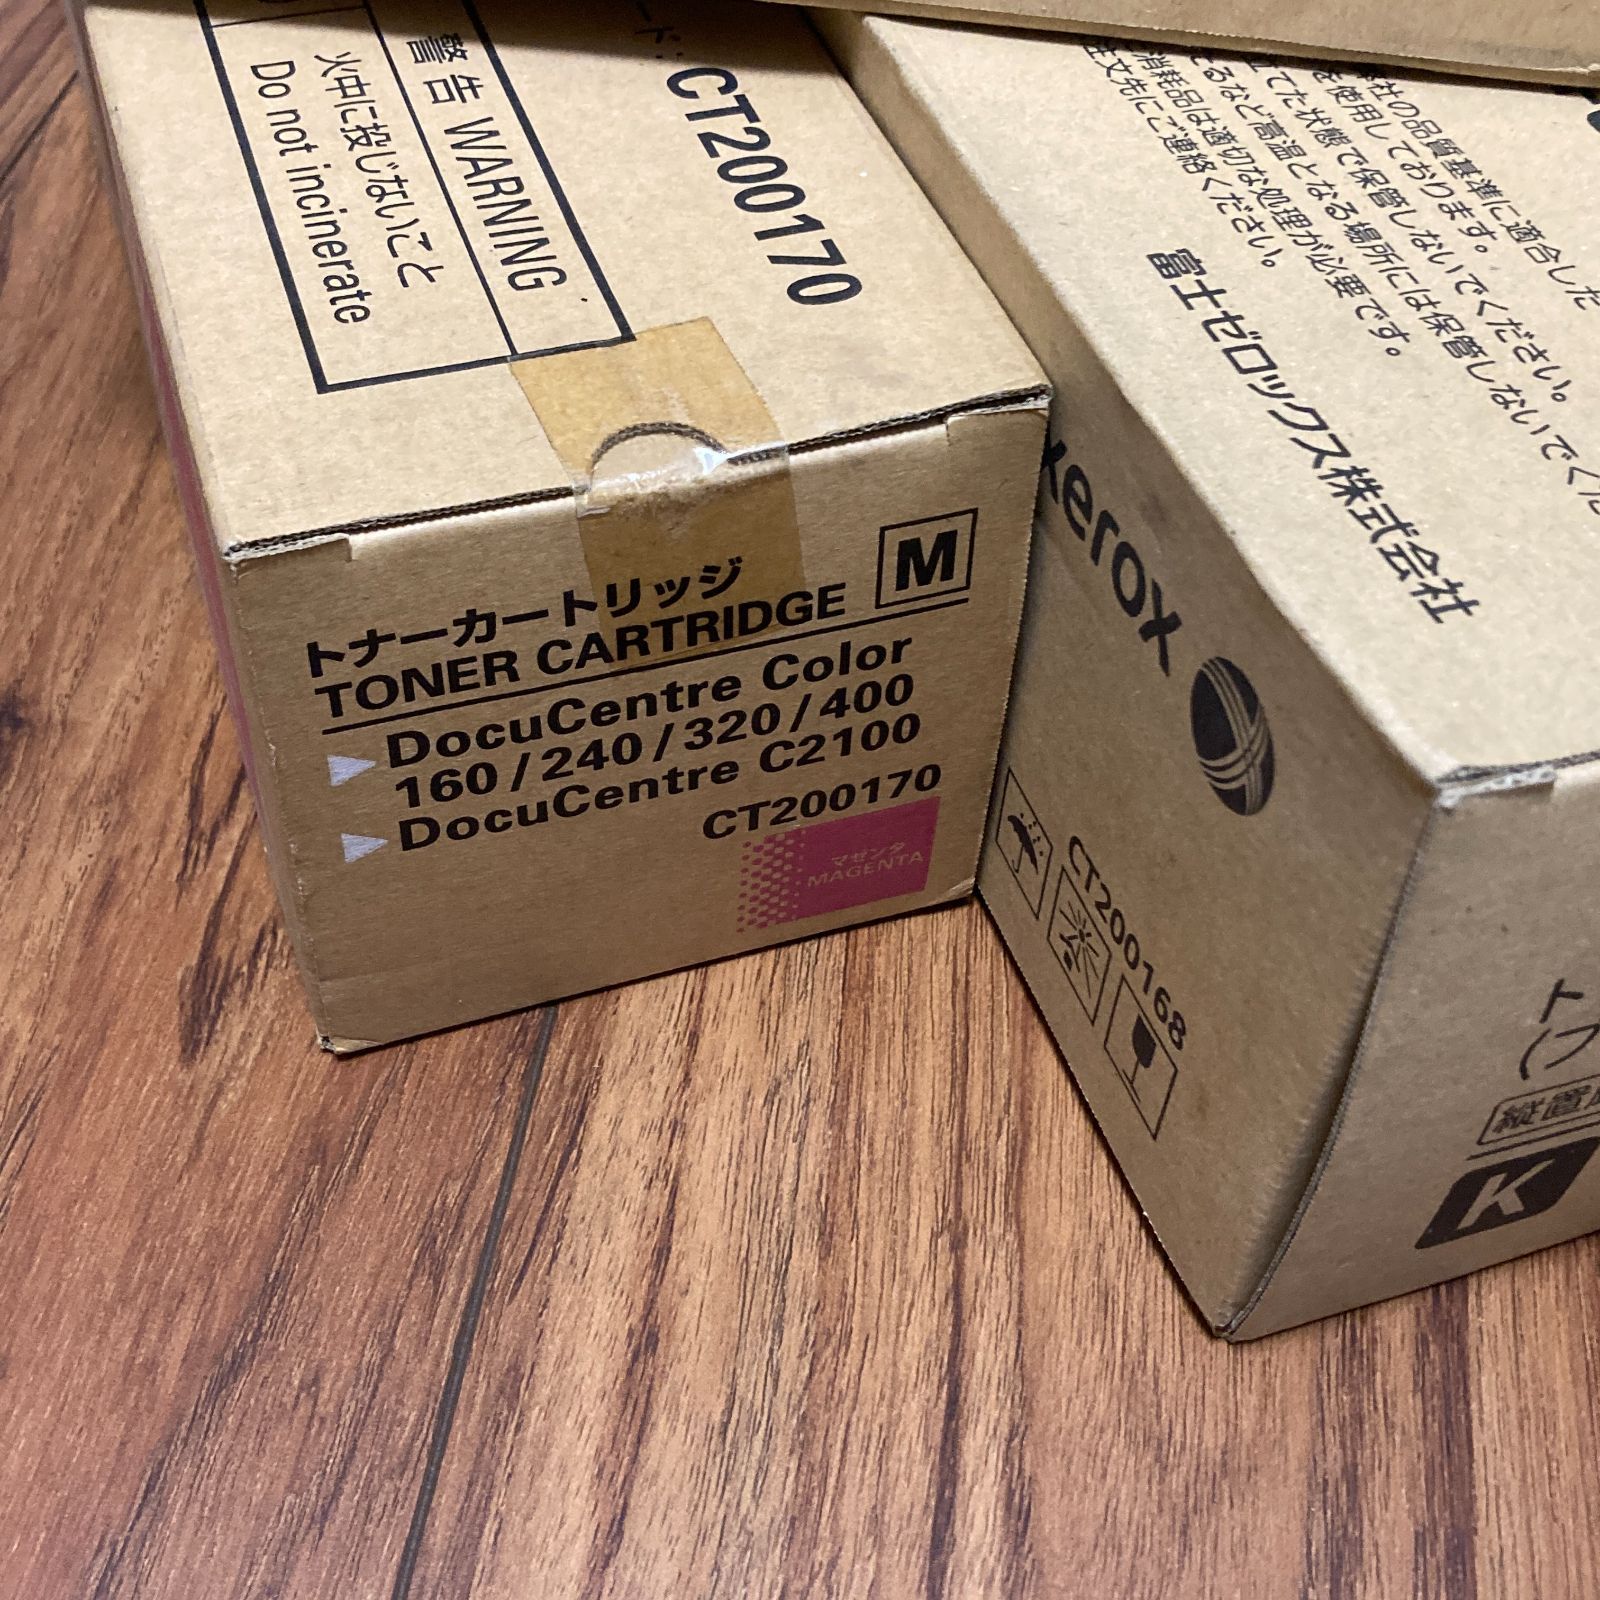 警告 WARNING
火中に投じないこと
Do not incinerate
CT200170
トナーカートリッジ
TONER CARTRIDGE
M
DocuCentre Color
160/240/320/400
DocuCentre C2100
CT200170
マゼンタ
MAGENTA
社の品質基準に適合した
を使用しております。
てた状態で保管しないでください。
るなど高温となる場所には保管しないでくだ
消耗品は適切な処理が必要です。
注文先にご連絡ください。
富士ゼロックス株式会社
xerox
CT200168
縦置
K